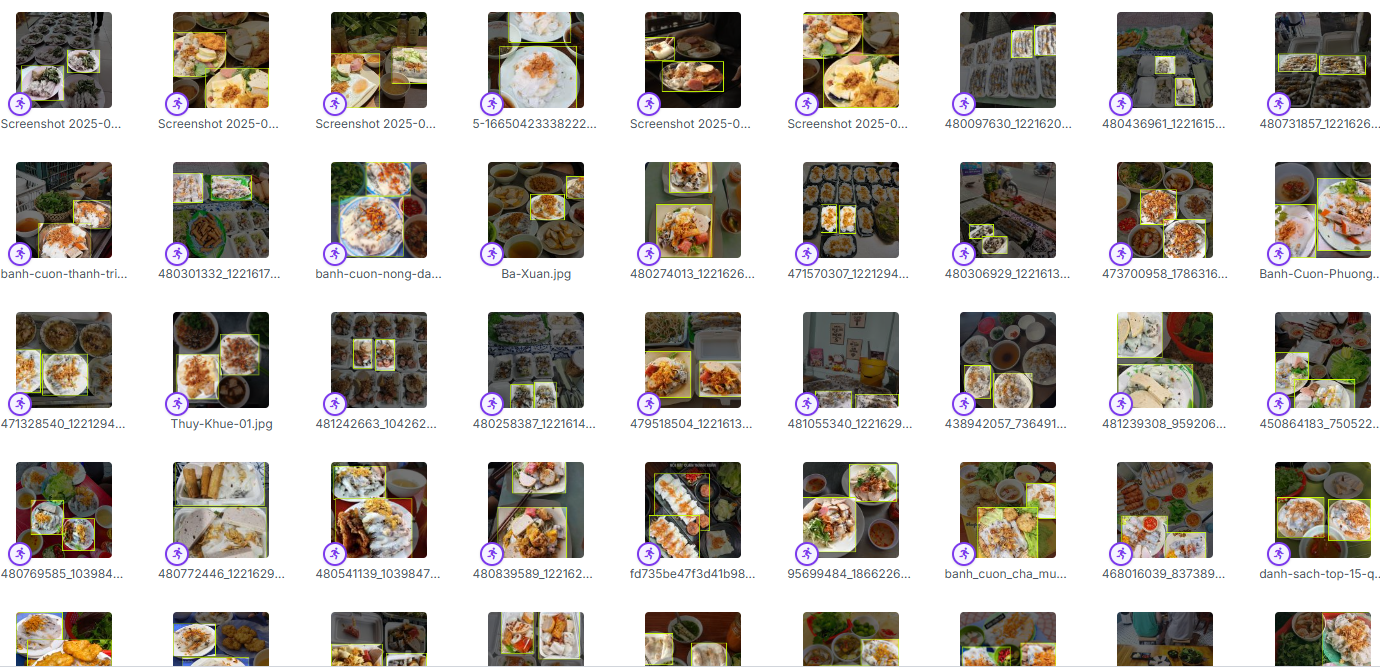 Screenshot 2025-0...
Screenshot 2025-0...
Screenshot 2025-0...
5-16650423338222...
Screenshot 2025-0...
Screenshot 2025-0...
480097630_1221620...
480436961_1221615...
480731857_1221626...
banh-cuon-thanh-tri...
480301332_1221617...
banh-cuon-nong-da...
Ba-Xuan.jpg
480274013_1221626...
471570307_1221294...
480306929_1221613...
473700958_1786316...
Banh-Cuon-Phuong...
471328540_1221294...
Thuy-Khue-01.jpg
481242663_104262...
480258387_1221614...
479518504_1221613...
481055340_1221629...
438942057_736491...
481239308_959206...
450864183_750522...
480769585_103984...
480772446_1221629...
480541139_1039847...
480839589_122162...
fd735be47f3d41b98...
95699484_1866226...
banh_cuon_cha_mu...
468016039_837389...
danh-sach-top-15-q...